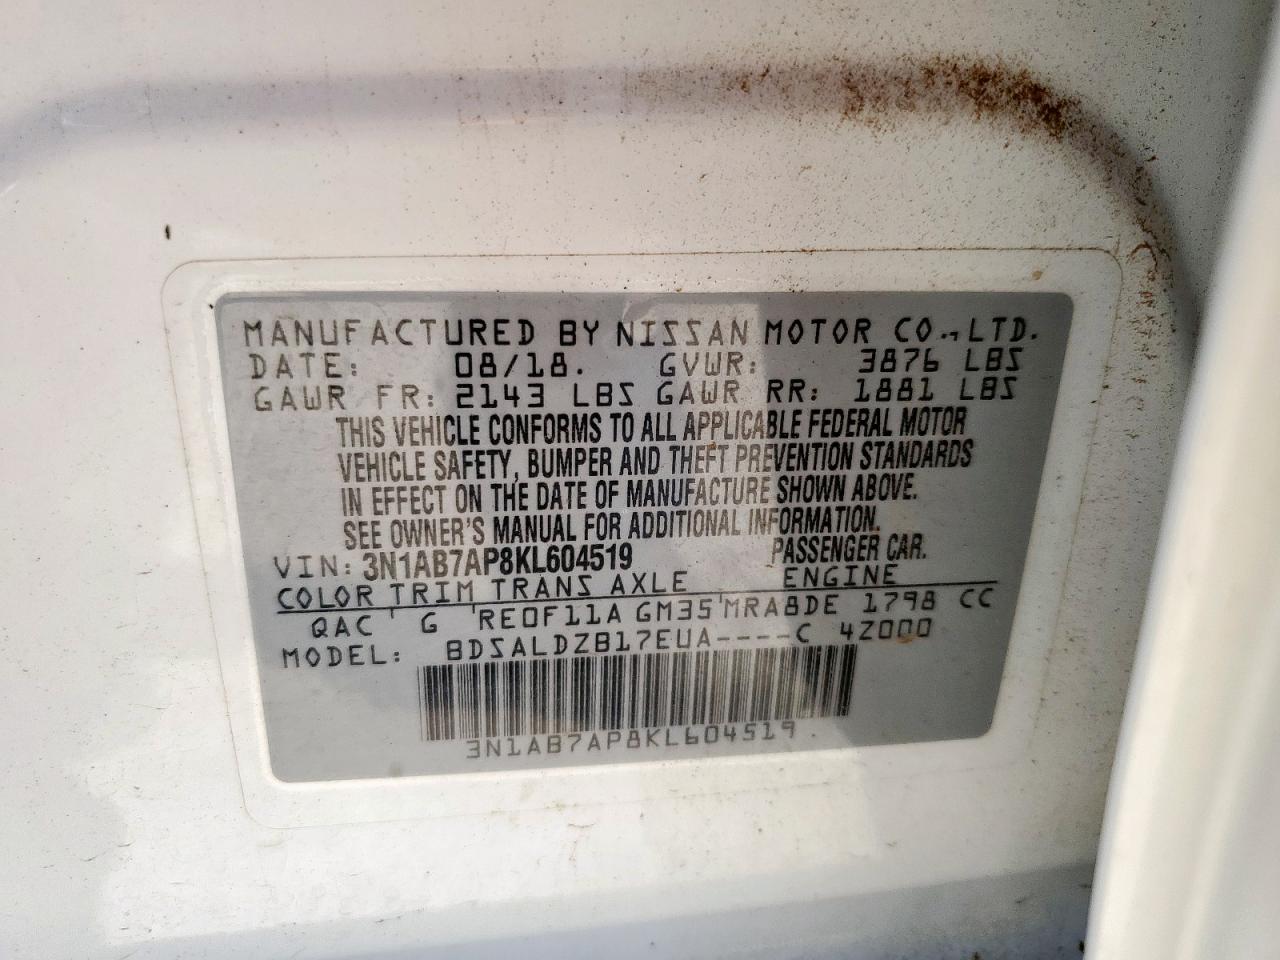 MANUFACTURED BY NISSAN MOTOR CO., LTD.
DATE: 08/18. GVWR: 3876 LBS
GAWR FR: 2143 LBS GAWR RR: 1881 LBS
THIS VEHICLE CONFORMS TO ALL APPLICABLE FEDERAL MOTOR
VEHICLE SAFETY, BUMPER AND THEFT PREVENTION STANDARDS
IN EFFECT ON THE DATE OF MANUFACTURE SHOWN ABOVE.
SEE OWNER'S MANUAL FOR ADDITIONAL INFORMATION.
VIN: 3N1AB7AP8KL604519 PASSENGER CAR.
COLOR TRIM TRANS AXLE ENGINE
QAC G RE0F11A GM35 MRA8DE 1798 CC
MODEL: BDSALDZB17EUA----C 4Z000
3N1AB7AP8KL604519.